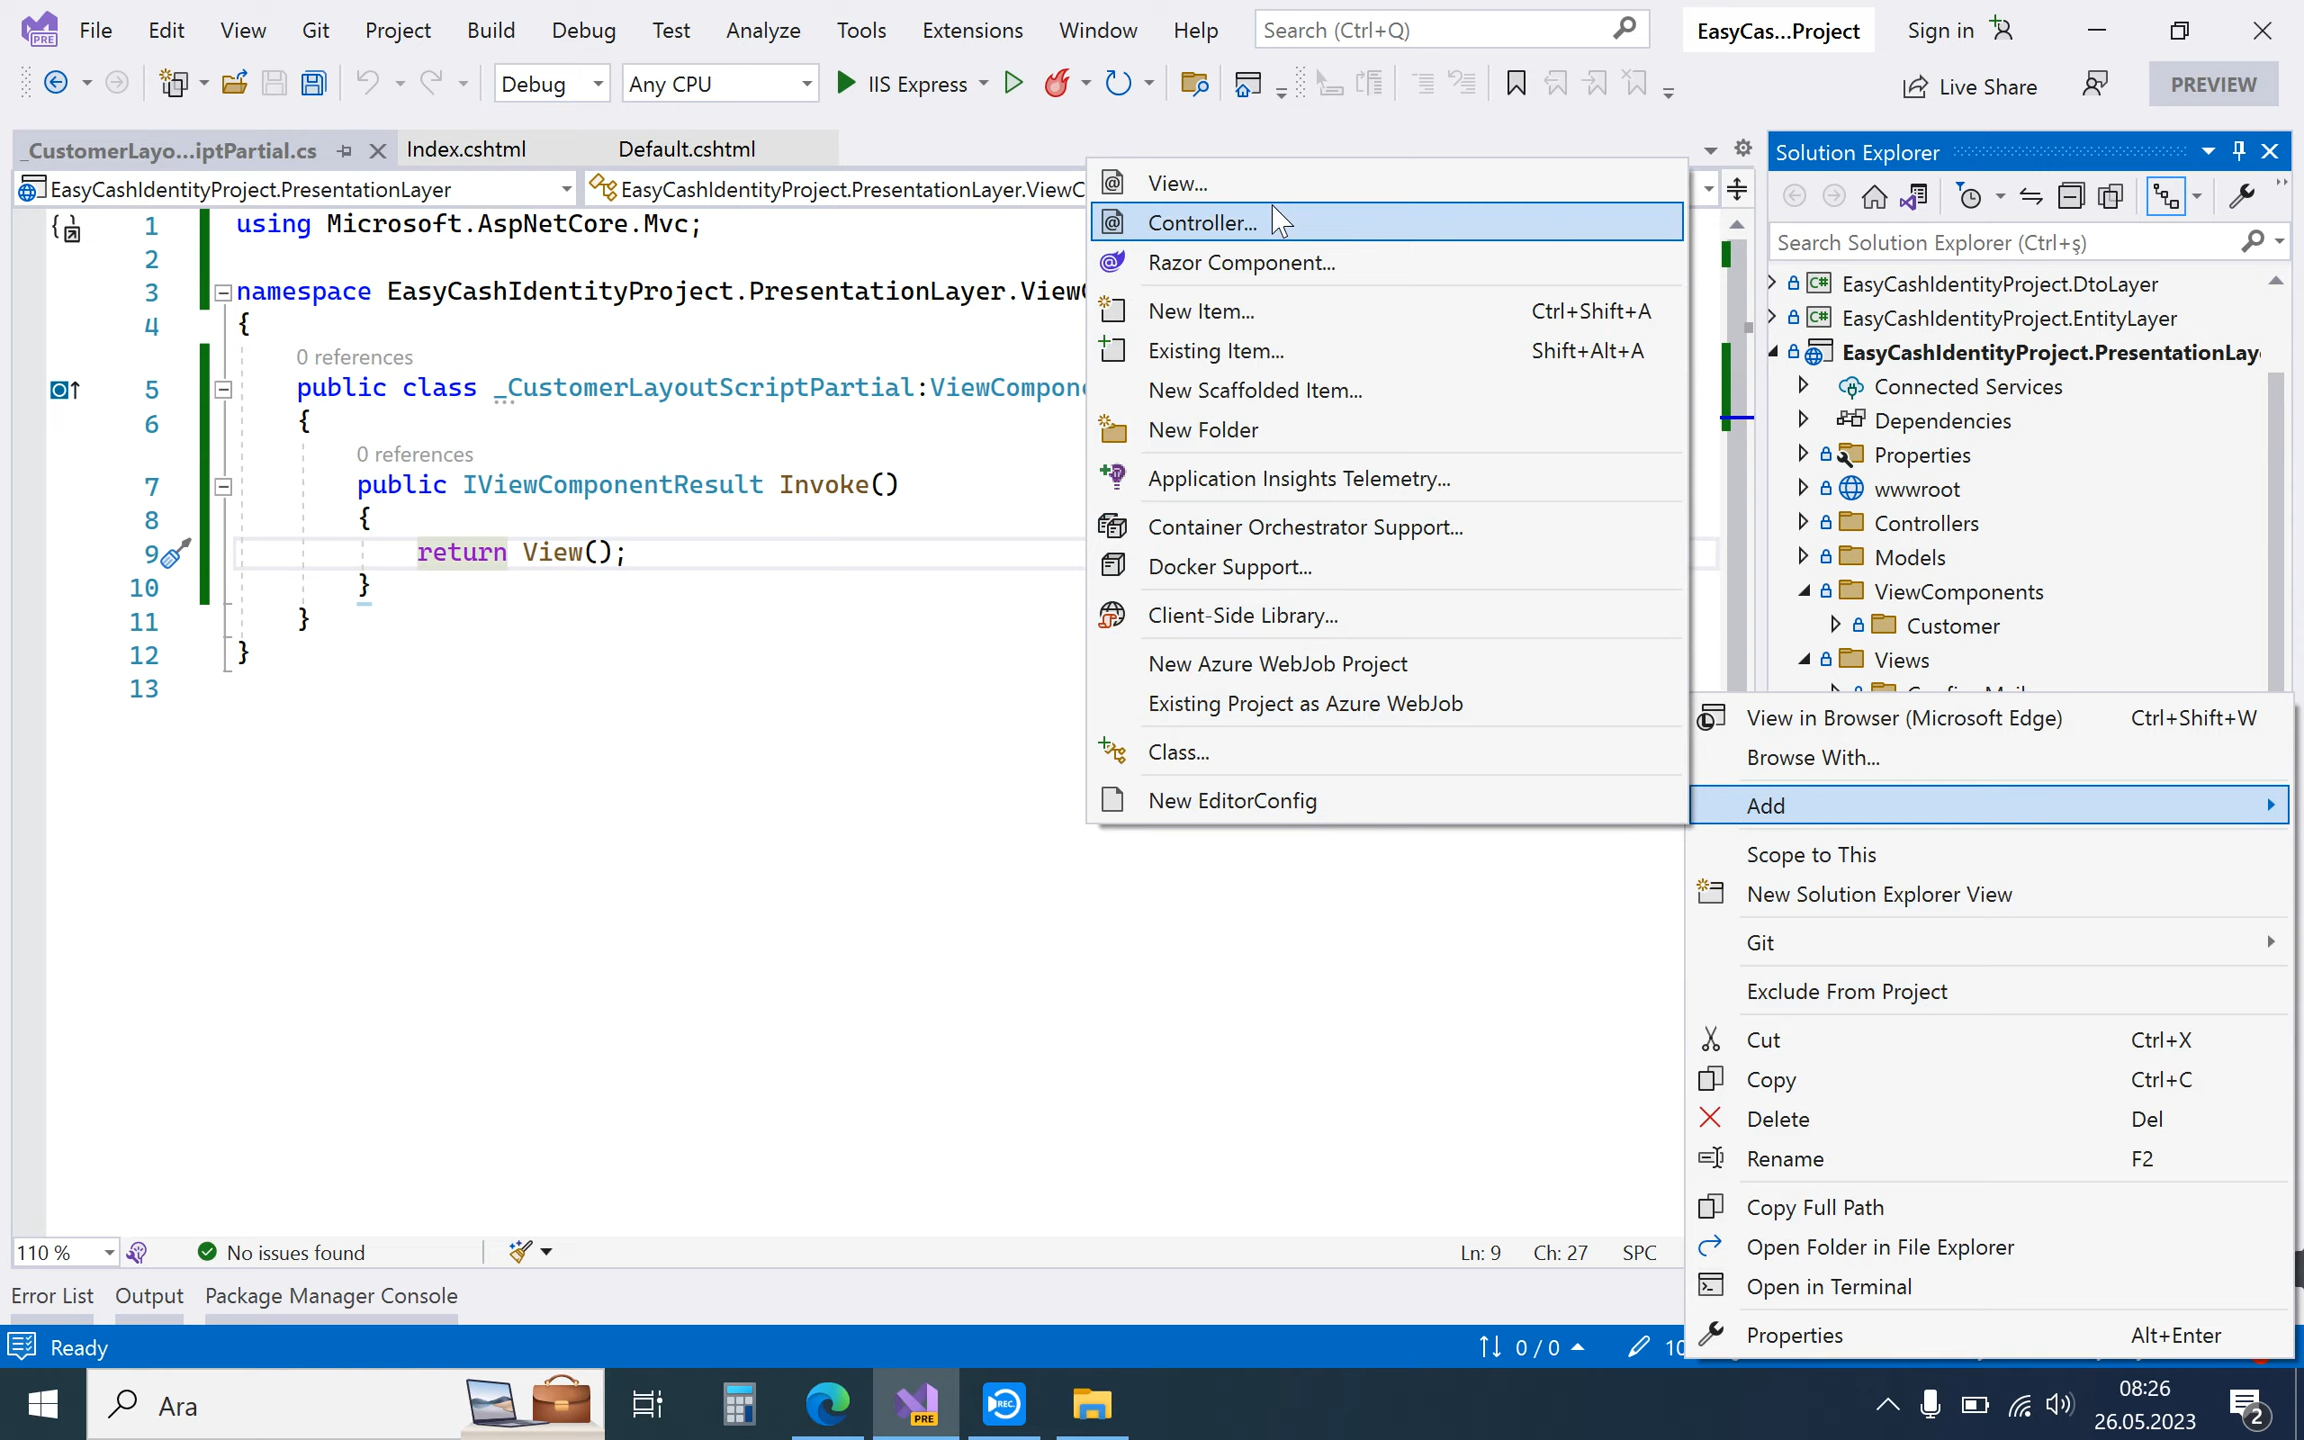 File Edit View Git Project Build Debug Test Analyze Tools Extensions Window Help Search (Ctrl+Q) EasyCas...Project Sign in
Debug Any CPU IIS Express Live Share PREVIEW
_CustomerLayo...iptPartial.cs Index.cshtml Default.cshtml
EasyCashIdentityProject.PresentationLayer EasyCashIdentityProject.PresentationLayer.ViewC
1 using Microsoft.AspNetCore.Mvc;
2
3 namespace EasyCashIdentityProject.PresentationLayer.View
4 {
0 references
5 public class _CustomerLayoutScriptPartial:ViewCompon
6 {
0 references
7 public IViewComponentResult Invoke()
8 {
9 return View();
10 }
11 }
12 }
13
View...
Controller...
Razor Component...
New Item... Ctrl+Shift+A
Existing Item... Shift+Alt+A
New Scaffolded Item...
New Folder
Application Insights Telemetry...
Container Orchestrator Support...
Docker Support...
Client-Side Library...
New Azure WebJob Project
Existing Project as Azure WebJob
Class...
New EditorConfig
Solution Explorer
Search Solution Explorer (Ctrl+ş)
C# EasyCashIdentityProject.DtoLayer
C# EasyCashIdentityProject.EntityLayer
EasyCashIdentityProject.PresentationLay
Connected Services
Dependencies
Properties
wwwroot
Controllers
Models
ViewComponents
Customer
Views
View in Browser (Microsoft Edge) Ctrl+Shift+W
Browse With...
Add
Scope to This
New Solution Explorer View
Git
Exclude From Project
Cut Ctrl+X
Copy Ctrl+C
Delete Del
Rename F2
Copy Full Path
Open Folder in File Explorer
Open in Terminal
Properties Alt+Enter
110 % No issues found Ln: 9 Ch: 27 SPC
Error List Output Package Manager Console
Ready 0 / 0 10
Ara PRE REC 08:26
26.05.2023 2